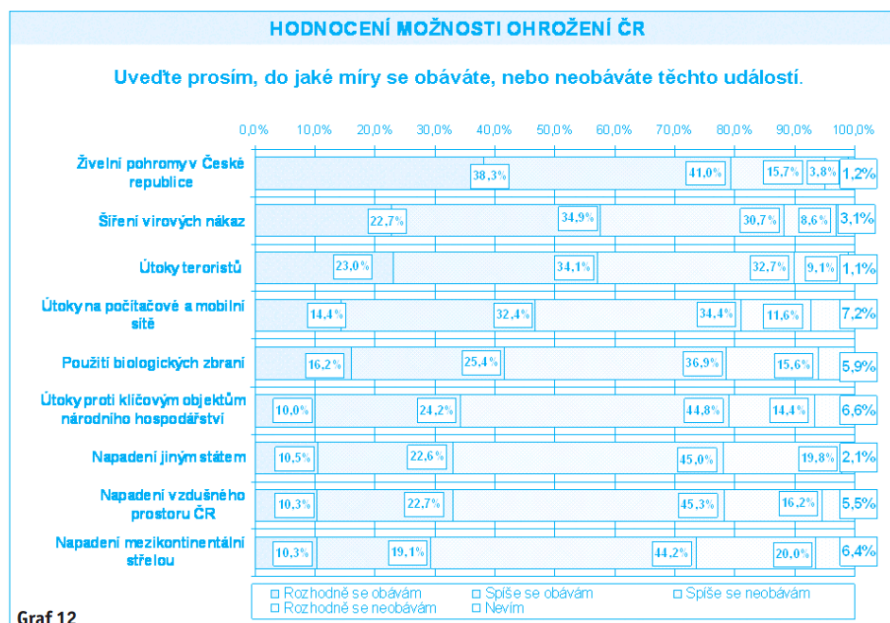 HODNOCENÍ MOŽNOSTI OHROŽENÍ ČR
Uveďte prosím, do jaké míry se obáváte, nebo neobáváte těchto událostí.
0,0% 10,0% 20,0% 30,0% 40,0% 50,0% 60,0% 70,0% 80,0% 90,0% 100,0%
Živelní pohromy v České
republice
38,3% 41,0% 15,7% 3,8% 1,2%
Šíření virových nákaz
22,7% 34,9% 30,7% 8,6% 3,1%
Útoky teroristů
23,0% 34,1% 32,7% 9,1% 1,1%
Útoky na počítačové a mobilní
sítě
14,4% 32,4% 34,4% 11,6% 7,2%
Použití biologických zbraní
16,2% 25,4% 36,9% 15,6% 5,9%
Útoky proti klíčovým objektům
národního hospodářství
10,0% 24,2% 44,8% 14,4% 6,6%
Napadení jiným státem
10,5% 22,6% 45,0% 19,8% 2,1%
Napadení vzdušného
prostoru ČR
10,3% 22,7% 45,3% 16,2% 5,5%
Napadení mezikontinentální
střelou
10,3% 19,1% 44,2% 20,0% 6,4%
Rozhodně se obávám Spíše se obávám Spíše se neobávám
Rozhodně se neobávám Nevím
Graf 12